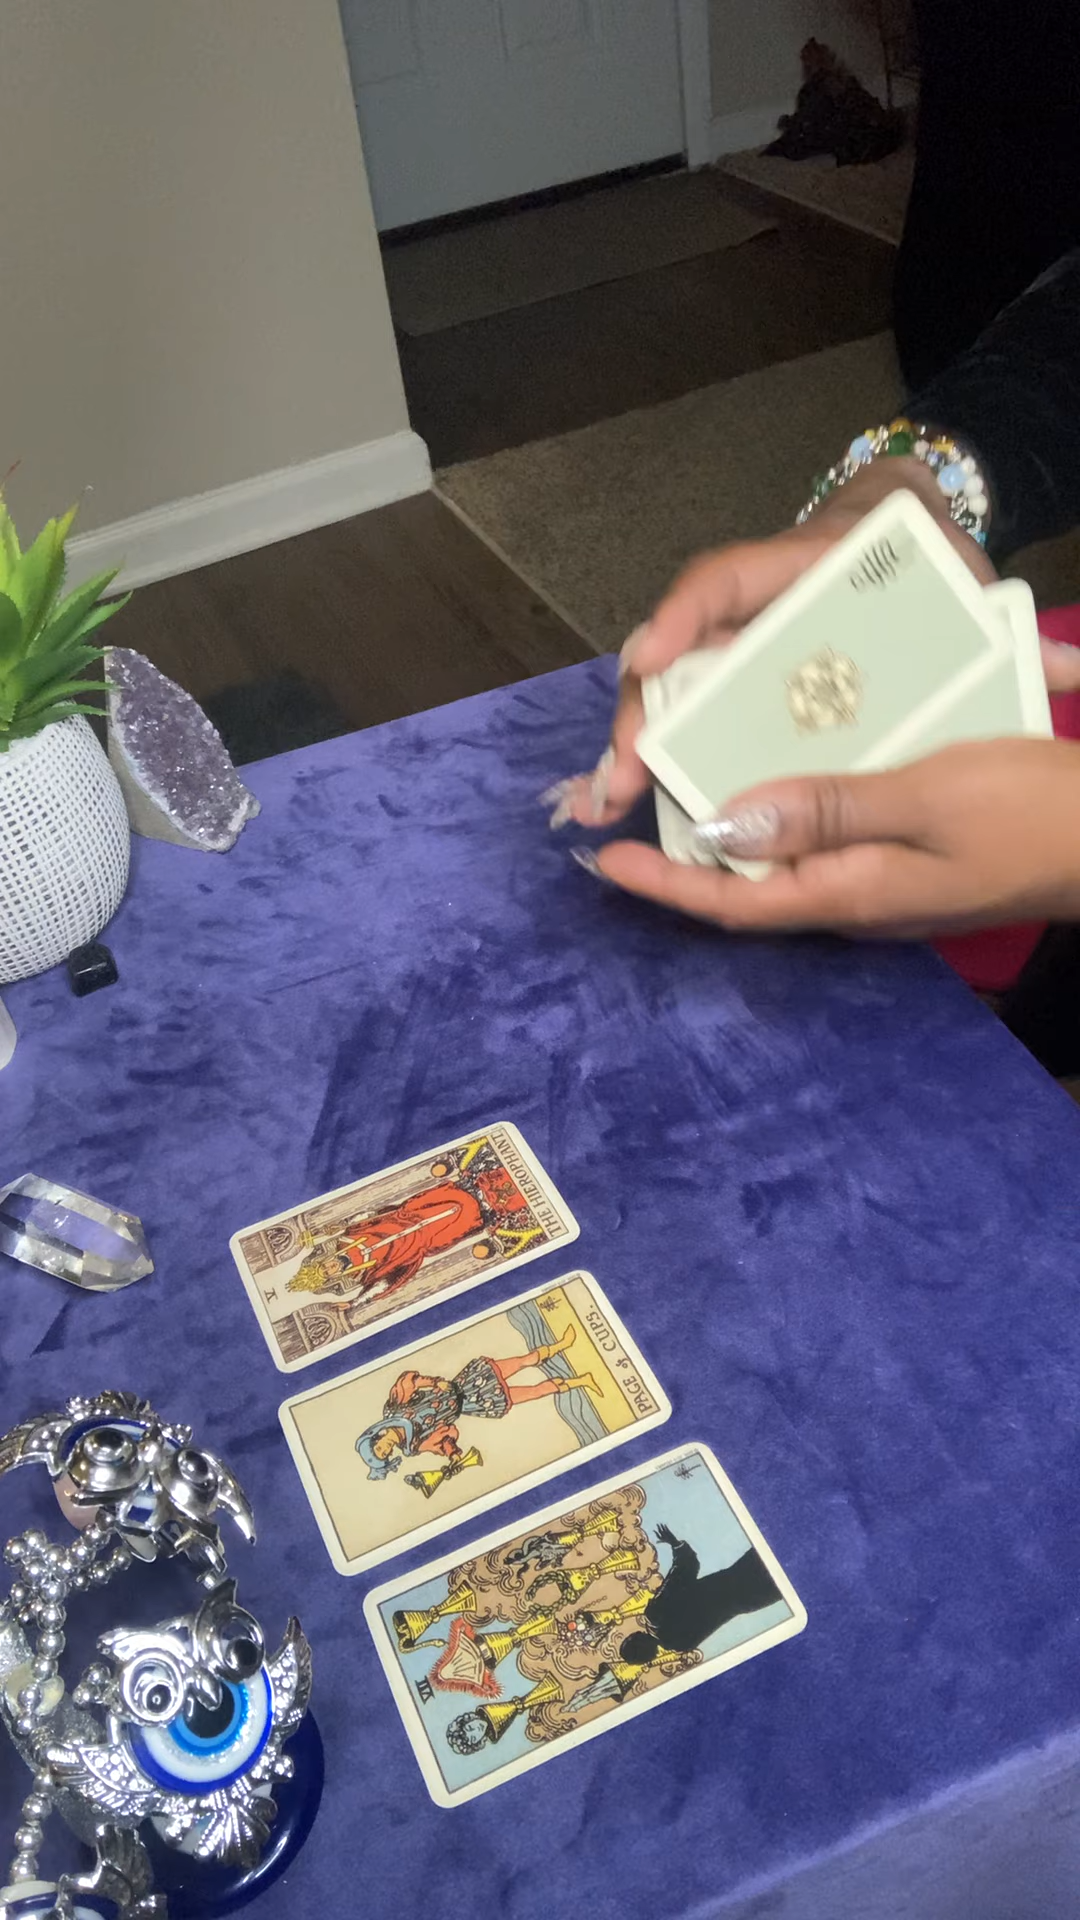 THE HIEROPHANT.
V
PAGE of CUPS.
VII